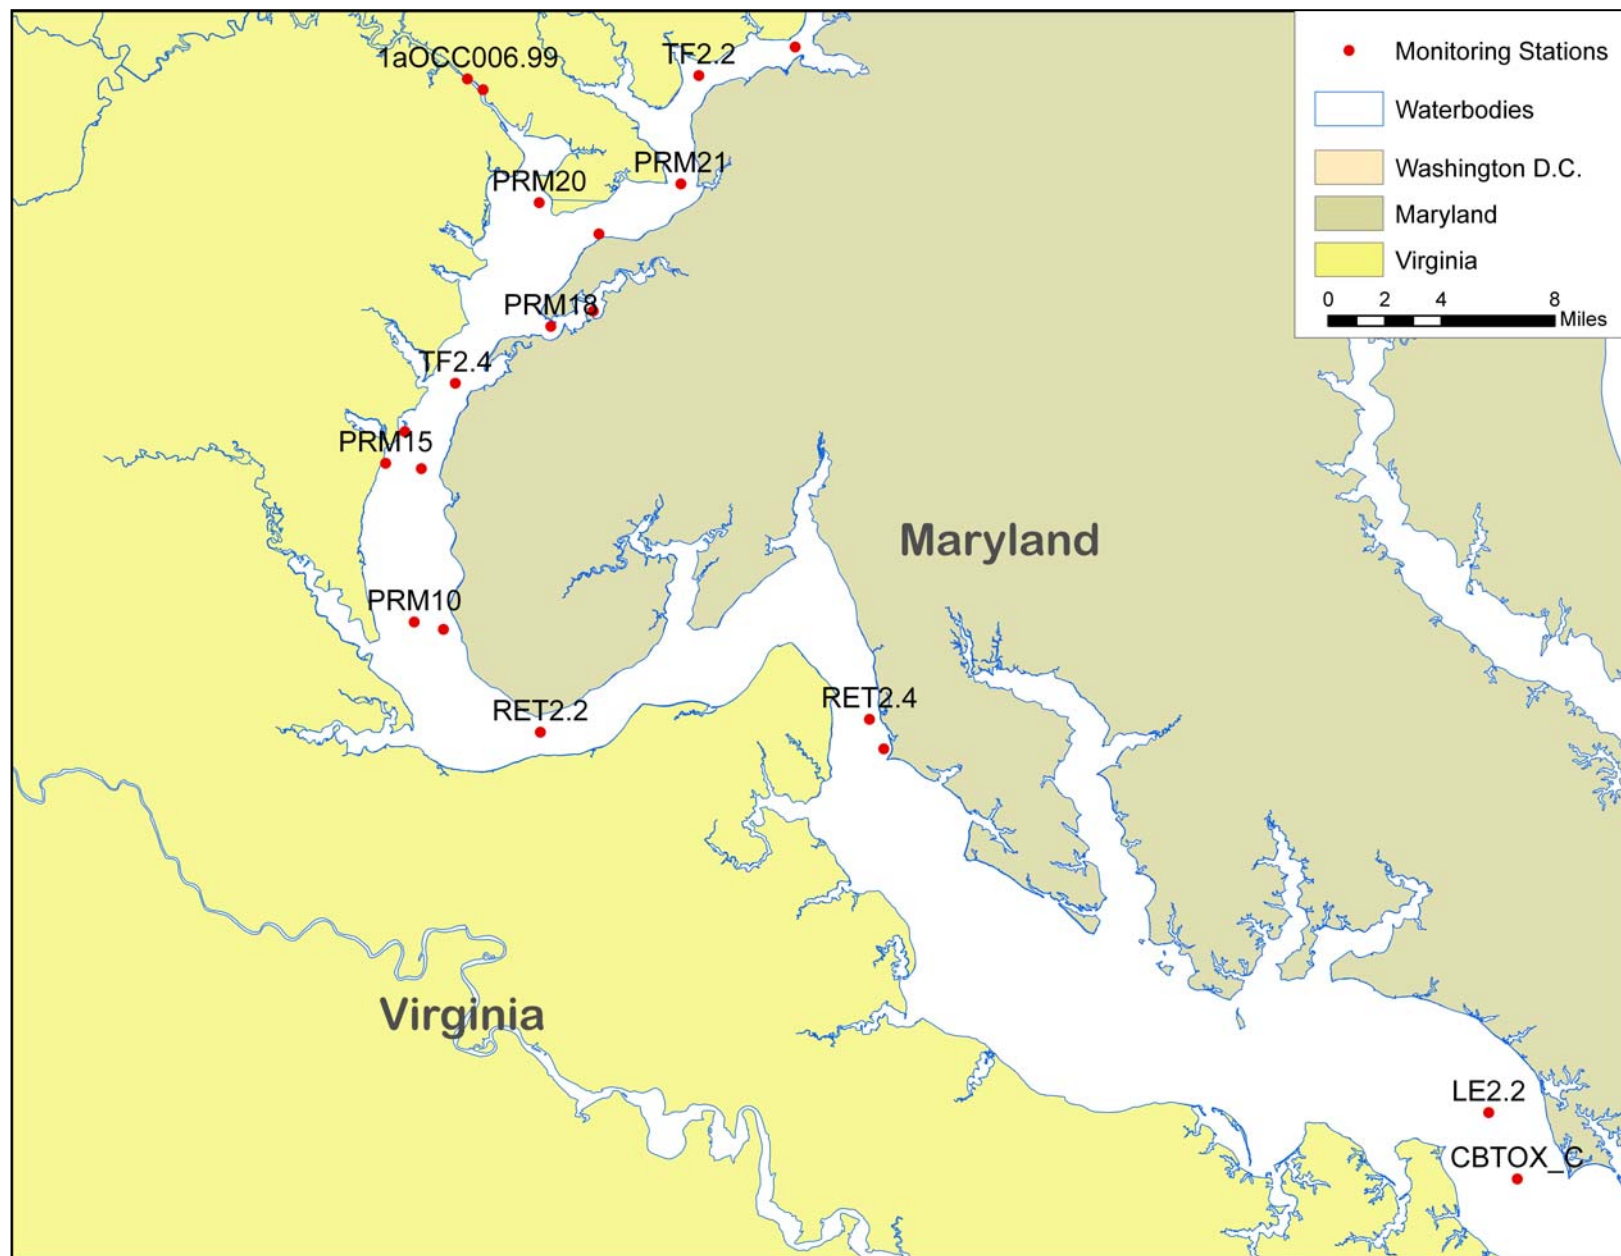 1aOCC006.99
TF2.2
Monitoring Stations
Waterbodies
Washington D.C.
Maryland
Virginia
0 2 4 8
Miles
PRM21
PRM20
PRM18
TF2.4
PRM15
Maryland
PRM10
RET2.4
RET2.2
Virginia
LE2.2
CBTOX_C